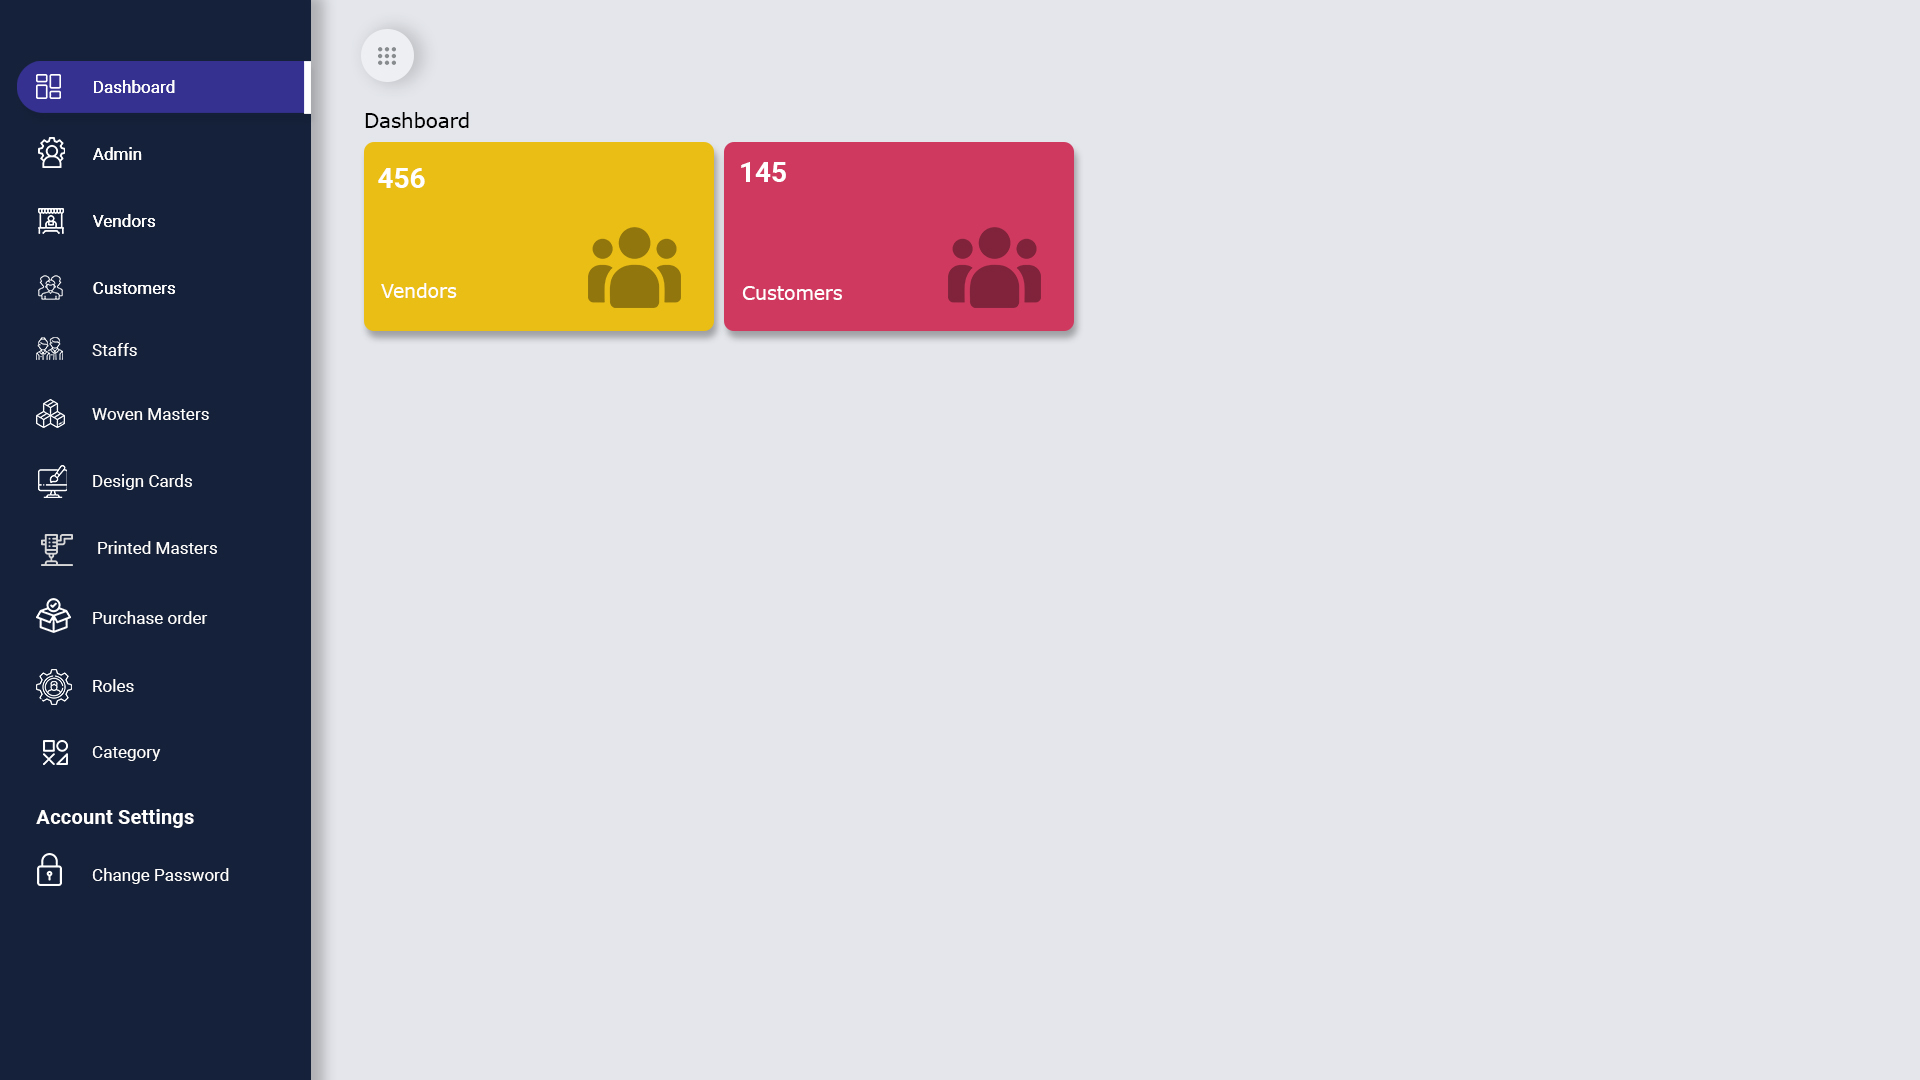 Dashboard
Admin
Vendors
Customers
Staffs
Woven Masters
Design Cards
Printed Masters
Purchase order
Roles
Category
Account Settings
Change Password
Dashboard
456
Vendors
145
Customers